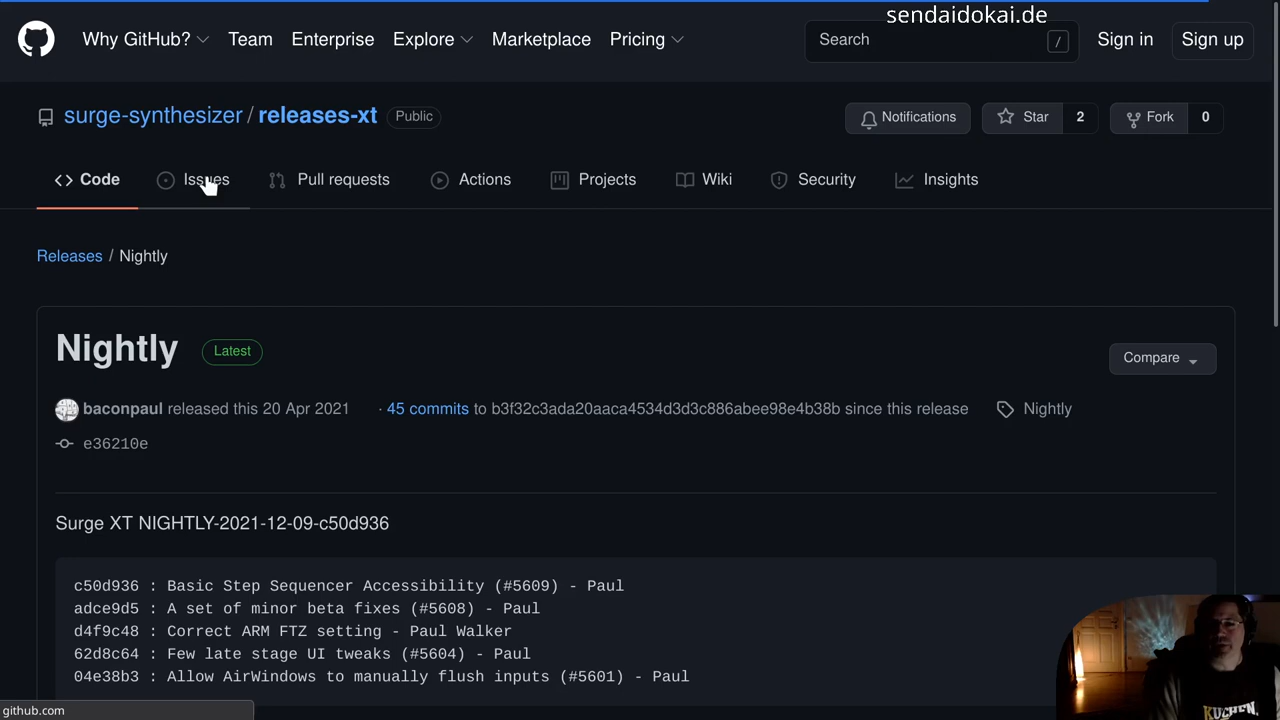 sendaidokai.de
Why GitHub? Team Enterprise Explore Marketplace Pricing Search / Sign in Sign up
surge-synthesizer / releases-xt Public Notifications Star 2 Fork 0
Code Issues Pull requests Actions Projects Wiki Security Insights
Releases / Nightly
Nightly Latest Compare
baconpaul released this 20 Apr 2021 · 45 commits to b3f32c3ada20aaca4534d3d3c886abee98e4b38b since this release Nightly
e36210e
Surge XT NIGHTLY-2021-12-09-c50d936
c50d936 : Basic Step Sequencer Accessibility (#5609) - Paul
adce9d5 : A set of minor beta fixes (#5608) - Paul
d4f9c48 : Correct ARM FTZ setting - Paul Walker
62d8c64 : Few late stage UI tweaks (#5604) - Paul
04e38b3 : Allow AirWindows to manually flush inputs (#5601) - Paul
github.com
KUCHEN.